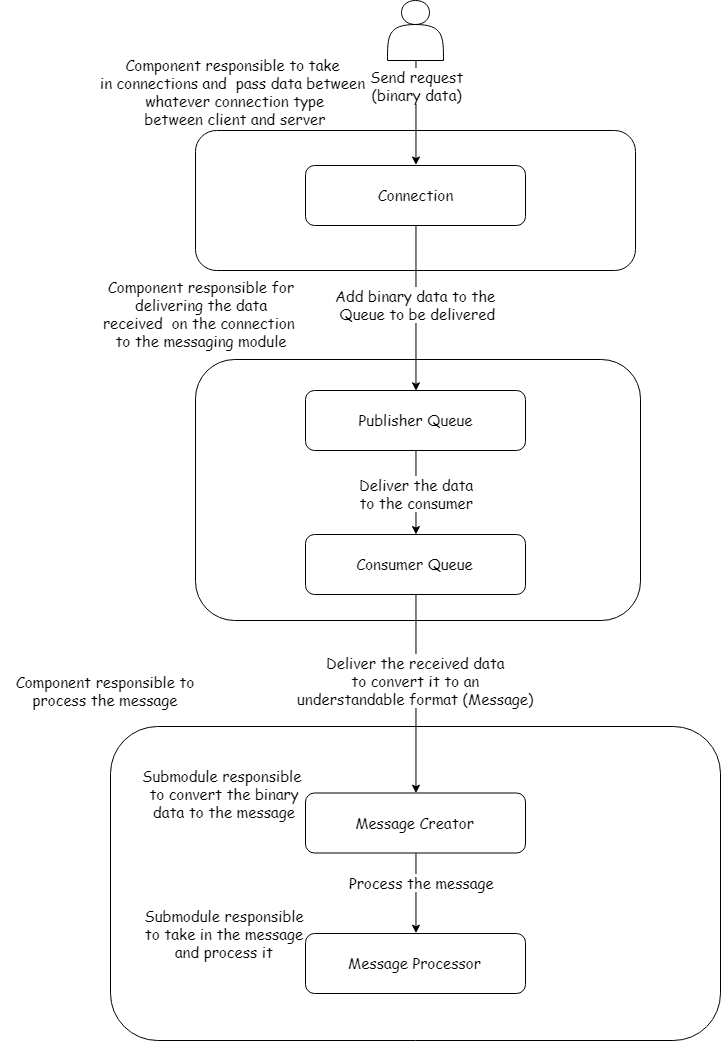 Component responsible to take
in connections and pass data between
whatever connection type
between client and server
Send request
(binary data)
Connection
Component responsible for
delivering the data
received on the connection
to the messaging module
Add binary data to the
Queue to be delivered
Publisher Queue
Deliver the data
to the consumer
Consumer Queue
Deliver the received data
to convert it to an
understandable format (Message)
Component responsible to
process the message
Submodule responsible
to convert the binary
data to the message
Message Creator
Process the message
Submodule responsible
to take in the message
and process it
Message Processor